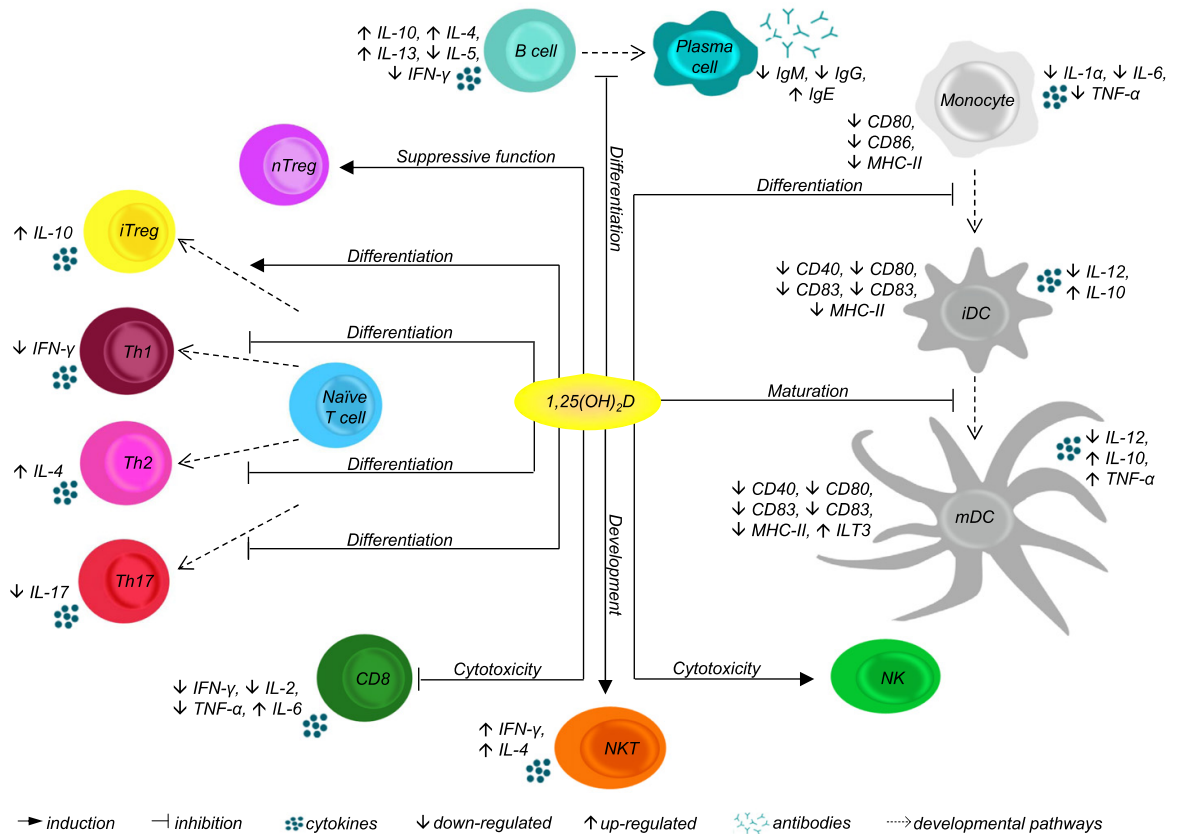 ↑ IL-10, ↑ IL-4,
↑ IL-13, ↓ IL-5,
↓ IFN-γ
B cell
Plasma
cell
↓ IgM, ↓ IgG,
↑ IgE
Monocyte
↓ IL-1α, ↓ IL-6,
↓ TNF-α
↓ CD80,
↓ CD86,
↓ MHC-II
nTreg
Suppressive function
Differentiation
Differentiation
↑ IL-10
iTreg
Differentiation
↓ CD40, ↓ CD80,
↓ CD83, ↓ CD83,
↓ MHC-II
iDC
↓ IL-12,
↑ IL-10
↓ IFN-γ
Th1
Differentiation
Naïve
T cell
1,25(OH)₂D
Maturation
↑ IL-4
Th2
Differentiation
↓ CD40, ↓ CD80,
↓ CD83, ↓ CD83,
↓ MHC-II, ↑ ILT3
mDC
↓ IL-12,
↑ IL-10,
↑ TNF-α
↓ IL-17
Th17
Differentiation
Development
↓ IFN-γ, ↓ IL-2,
↓ TNF-α, ↑ IL-6
CD8
Cytotoxicity
Cytotoxicity
NK
↑ IFN-γ,
↑ IL-4
NKT
induction
inhibition
cytokines
↓ down-regulated
↑ up-regulated
antibodies
developmental pathways